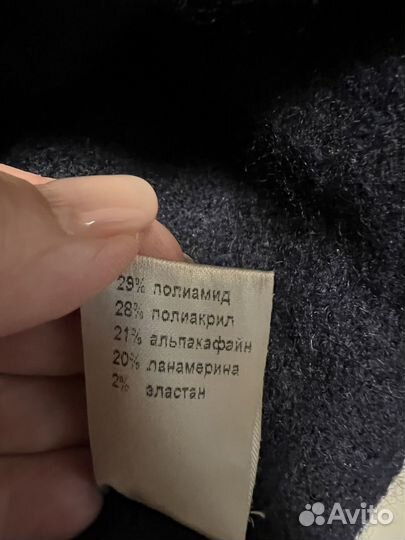 29% полиамид
28% полиакрил
21% альпакафайн
20% ланамерина
2% эластан
Avito